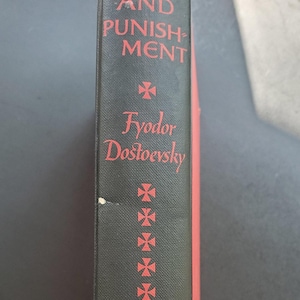 AND
PUNISH-
MENT
Fyodor
Dostoevsky